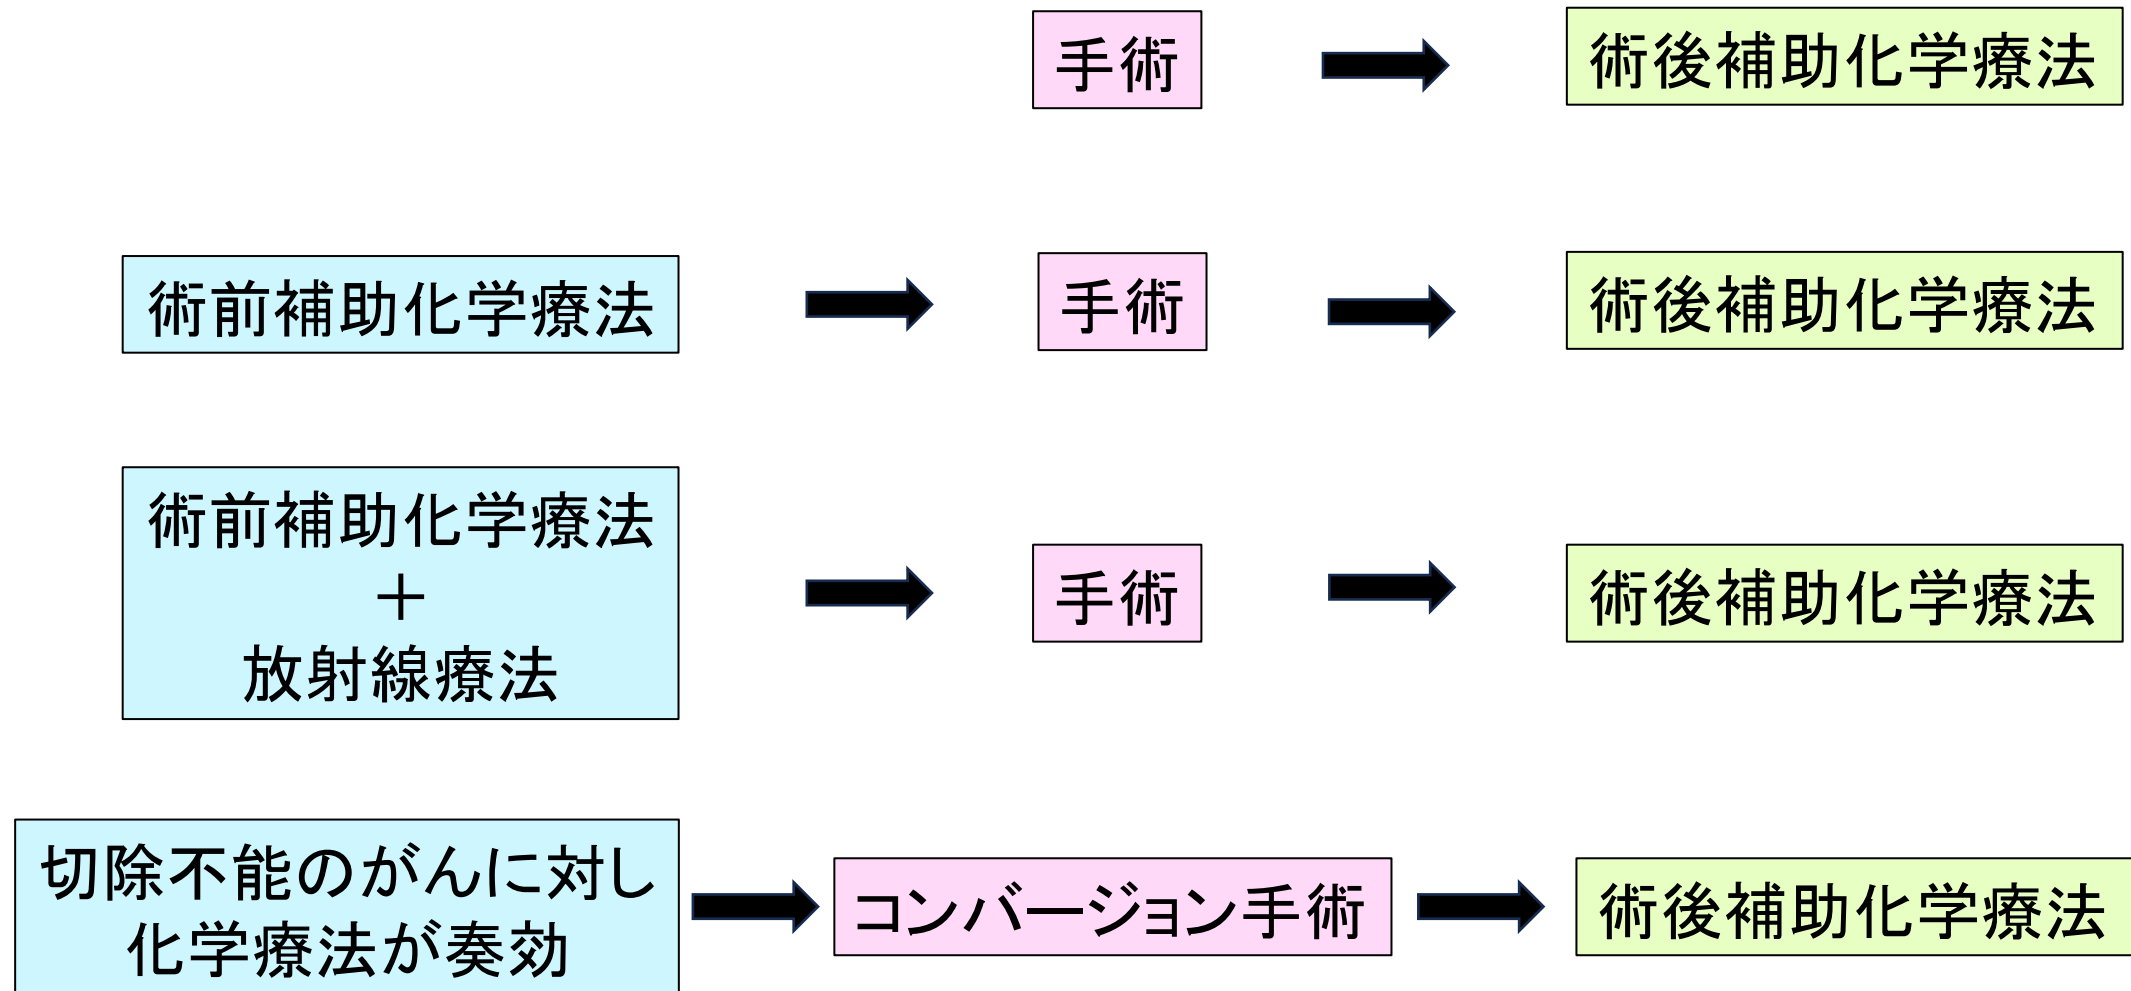 手術
術後補助化学療法
術前補助化学療法
手術
術後補助化学療法
術前補助化学療法
＋
放射線療法
手術
術後補助化学療法
切除不能のがんに対し
化学療法が奏効
コンバージョン手術
術後補助化学療法